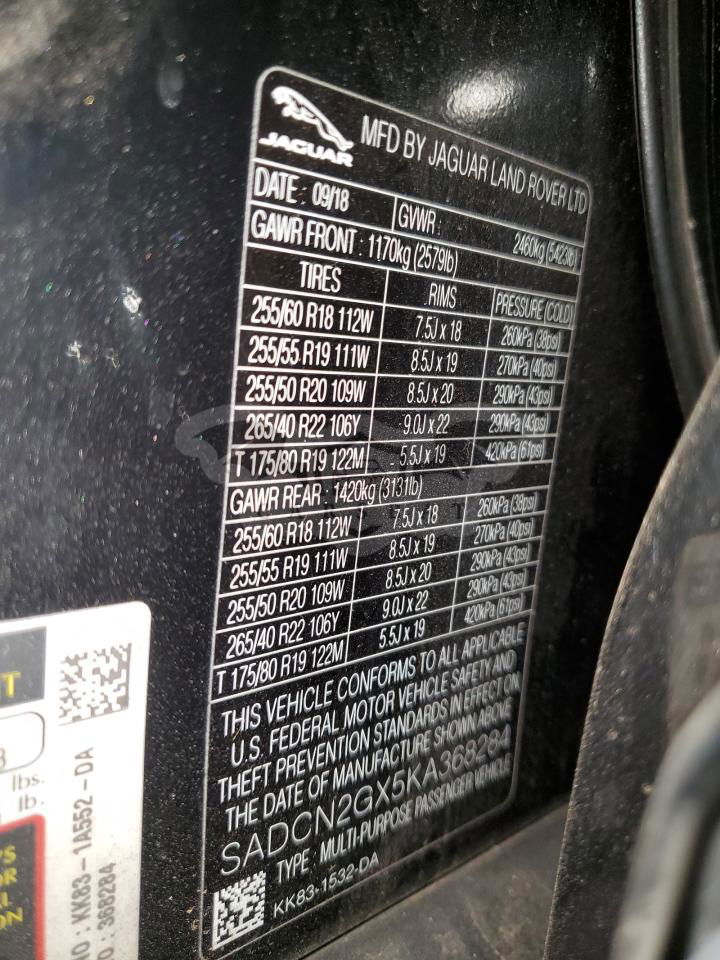 JAGUAR
MFD BY JAGUAR LAND ROVER LTD
DATE : 09/18 GVWR : 2460kg (5423lb)
GAWR FRONT : 1170kg (2579lb)
TIRES RIMS PRESSURE (COLD)
255/60 R18 112W 7.5J x 18 260kPa (38psi)
255/55 R19 111W 8.5J x 19 270kPa (40psi)
255/50 R20 109W 8.5J x 20 290kPa (43psi)
265/40 R22 106Y 9.0J x 22 290kPa (43psi)
T 175/80 R19 122M 5.5J x 19 420kPa (61psi)
GAWR REAR : 1420kg (3131lb)
255/60 R18 112W 7.5J x 18 260kPa (38psi)
255/55 R19 111W 8.5J x 19 270kPa (40psi)
255/50 R20 109W 8.5J x 20 290kPa (43psi)
265/40 R22 106Y 9.0J x 22 290kPa (43psi)
T 175/80 R19 122M 5.5J x 19 420kPa (61psi)
THIS VEHICLE CONFORMS TO ALL APPLICABLE
U.S. FEDERAL MOTOR VEHICLE SAFETY AND
THEFT PREVENTION STANDARDS IN EFFECT ON
THE DATE OF MANUFACTURE SHOWN ABOVE
SADCN2GX5KA368284
TYPE : MULTI-PURPOSE PASSENGER VEHICLE
KK83-1532-DA
lbs.
lb.
NO : KK83-1A552-DA
NO. : 368284